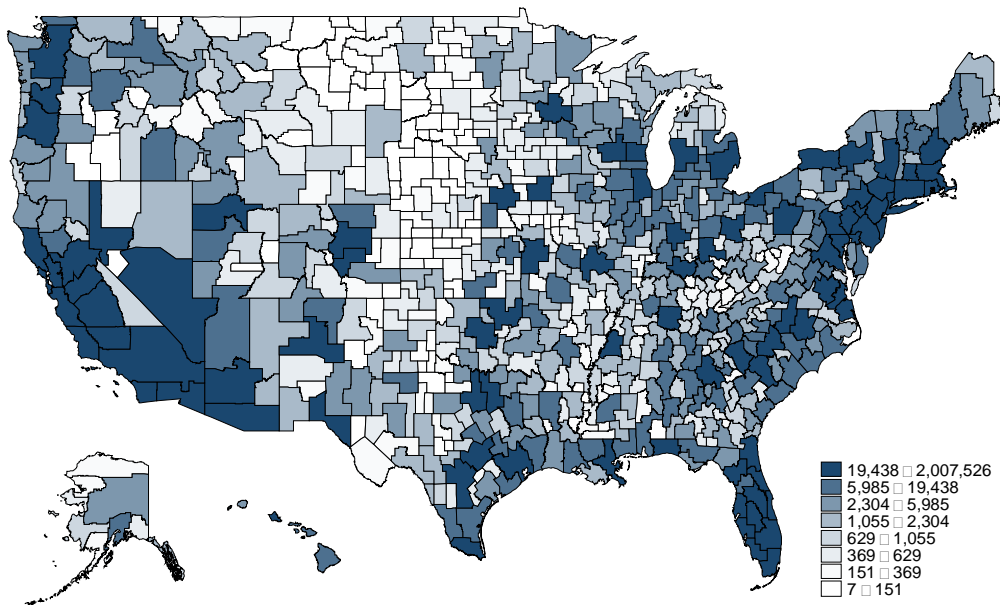 19,438 □ 2,007,526
5,985 □ 19,438
2,304 □ 5,985
1,055 □ 2,304
629 □ 1,055
369 □ 629
151 □ 369
7 □ 151